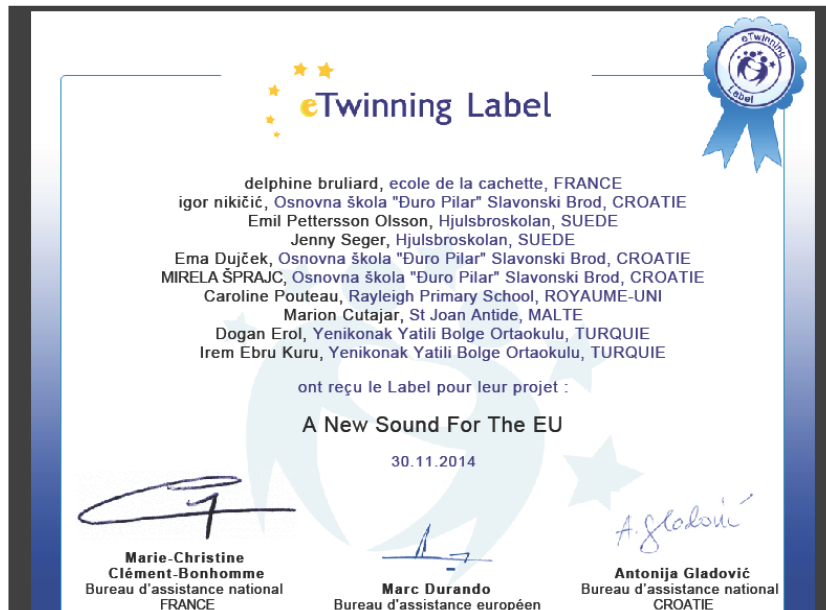 eTwinning
Label
eTwinning Label
delphine bruliard, ecole de la cachette, FRANCE
igor nikičić, Osnovna škola "Đuro Pilar" Slavonski Brod, CROATIE
Emil Pettersson Olsson, Hjulsbroskolan, SUEDE
Jenny Seger, Hjulsbroskolan, SUEDE
Ema Dujček, Osnovna škola "Đuro Pilar" Slavonski Brod, CROATIE
MIRELA ŠPRAJC, Osnovna škola "Đuro Pilar" Slavonski Brod, CROATIE
Caroline Pouteau, Rayleigh Primary School, ROYAUME-UNI
Marion Cutajar, St Joan Antide, MALTE
Dogan Erol, Yenikonak Yatili Bolge Ortaokulu, TURQUIE
Irem Ebru Kuru, Yenikonak Yatili Bolge Ortaokulu, TURQUIE
ont reçu le Label pour leur projet :
A New Sound For The EU
30.11.2014
A. Gladović
Marie-Christine
Clément-Bonhomme
Bureau d'assistance national
FRANCE
Marc Durando
Bureau d'assistance européen
Antonija Gladović
Bureau d'assistance national
CROATIE